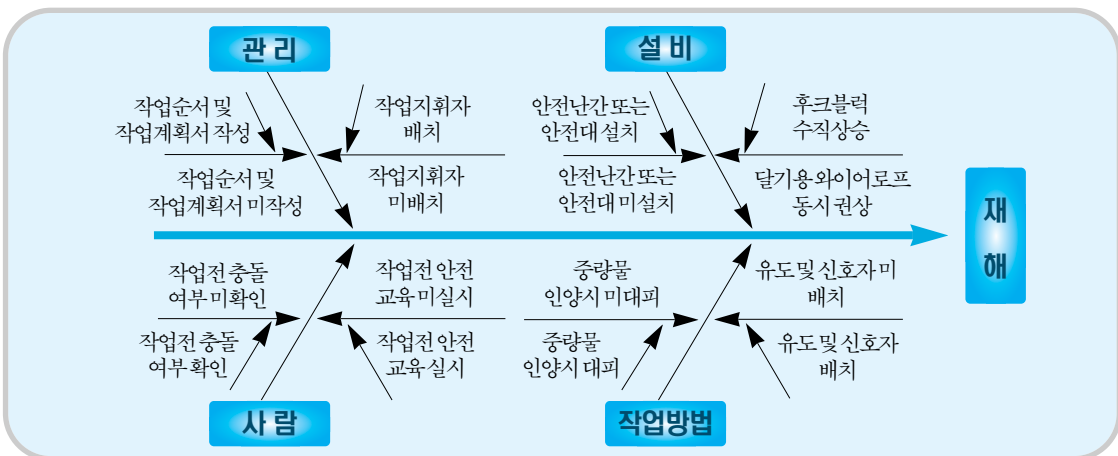 관 리
작업순서 및
작업계획서 작성
작업지휘자
배치
작업순서 및
작업계획서 미작성
작업지휘자
미배치
설 비
안전난간 또는
안전대 설치
후크블럭
수직상승
안전난간 또는
안전대 미설치
달기용 와이어로프
동시 권상
재
해
작업전 충돌
여부 미확인
작업전 안전
교육 미실시
작업전 충돌
여부 확인
작업전 안전
교육 실시
사 람
중량물
인양시 미대피
유도 및 신호자 미
배치
중량물
인양시 대피
유도 및 신호자
배치
작업방법